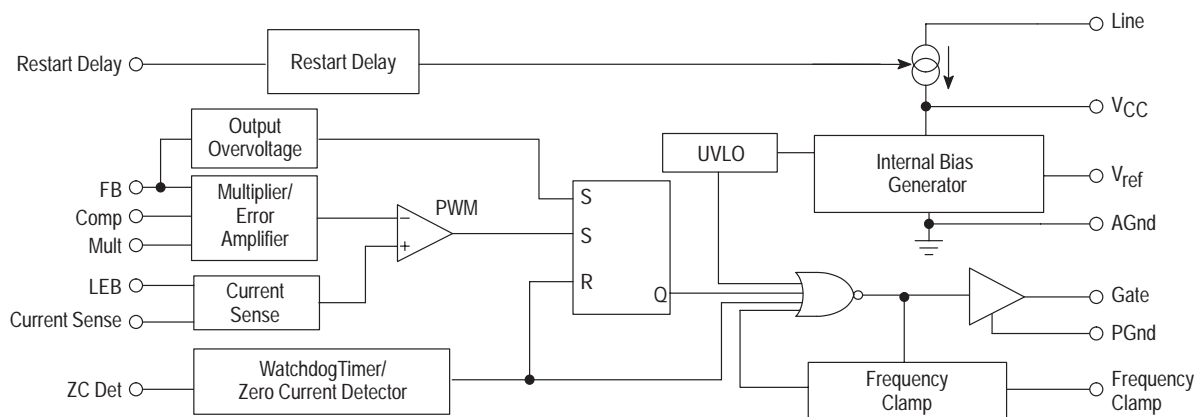 Line
Restart Delay
Restart Delay
VCC
Output
Overvoltage
UVLO
Internal Bias
Generator
Vref
FB
Multiplier/
Error
Amplifier
PWM
S
Comp
–
AGnd
Mult
+
S
LEB
Current
Sense
R
Q
Gate
Current Sense
PGnd
WatchdogTimer/
Zero Current Detector
ZC Det
Frequency
Clamp
Frequency
Clamp